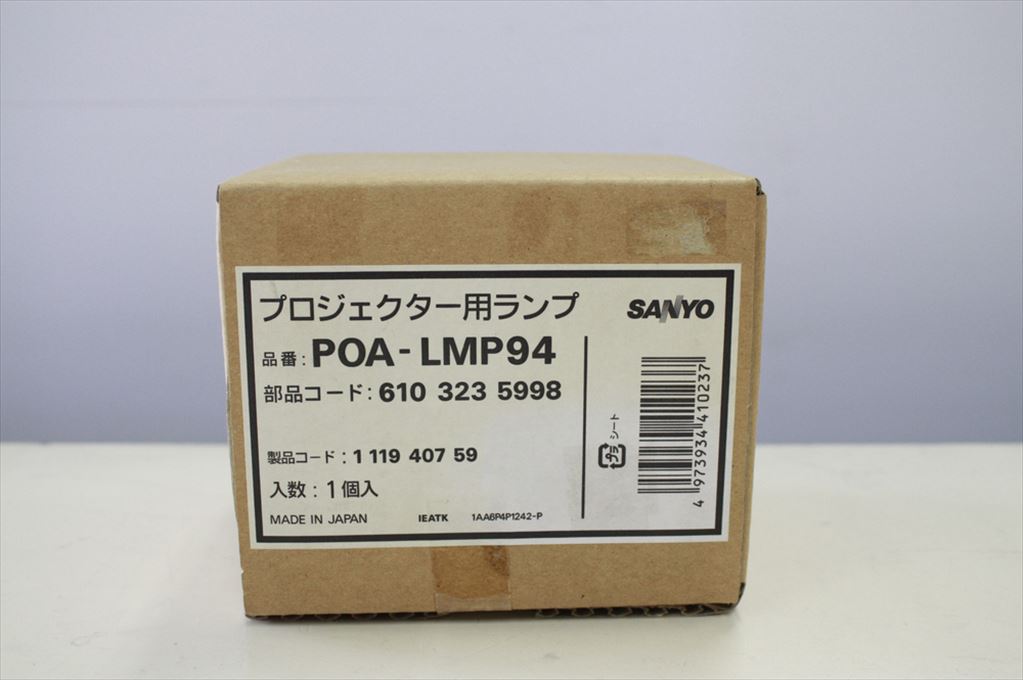 プロジェクター用ランプ
SANYO
品番: POA-LMP94
部品コード: 610 323 5998
製品コード: 1 119 407 59
入数: 1個入
MADE IN JAPAN IEATK 1AA6P4P1242-P
プラ
シート
4 973934 410237